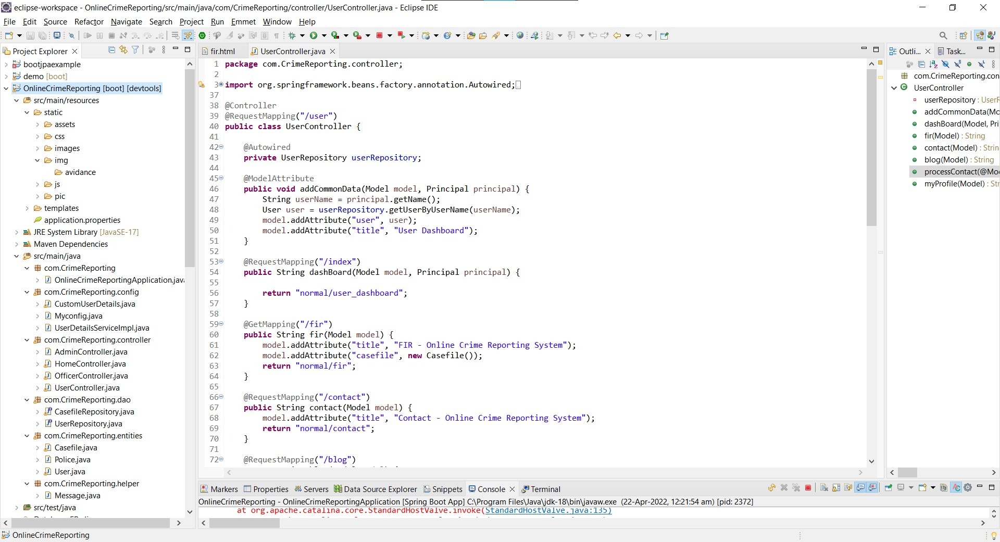 eclipse-workspace - OnlineCrimeReporting/src/main/java/com/CrimeReporting/controller/UserController.java - Eclipse IDE
File Edit Source Refactor Navigate Search Project Run Emmet Window Help
Project Explorer
bootjpaexample
demo [boot]
OnlineCrimeReporting [boot] [devtools]
src/main/resources
static
assets
css
images
img
avidance
js
pic
templates
application.properties
JRE System Library [JavaSE-17]
Maven Dependencies
src/main/java
com.CrimeReporting
OnlineCrimeReportingApplication.java
com.CrimeReporting.config
CustomUserDetails.java
Myconfig.java
UserDetailsServiceImpl.java
com.CrimeReporting.controller
AdminController.java
HomeController.java
OfficerController.java
UserController.java
com.CrimeReporting.dao
CasefileRepository.java
UserRepository.java
com.CrimeReporting.entities
Casefile.java
Police.java
User.java
com.CrimeReporting.helper
Message.java
src/test/java
fir.html UserController.java
1 package com.CrimeReporting.controller;
2
3 import org.springframework.beans.factory.annotation.Autowired;
37
38 @Controller
39 @RequestMapping("/user")
40 public class UserController {
41
42 @Autowired
43 private UserRepository userRepository;
44
45 @ModelAttribute
46 public void addCommonData(Model model, Principal principal) {
47 String userName = principal.getName();
48 User user = userRepository.getUserByUserName(userName);
49 model.addAttribute("user", user);
50 model.addAttribute("title", "User Dashboard");
51 }
52
53 @RequestMapping("/index")
54 public String dashBoard(Model model, Principal principal) {
55
56 return "normal/user_dashboard";
57 }
58
59 @GetMapping("/fir")
60 public String fir(Model model) {
61 model.addAttribute("title", "FIR - Online Crime Reporting System");
62 model.addAttribute("casefile", new Casefile());
63 return "normal/fir";
64 }
65
66 @RequestMapping("/contact")
67 public String contact(Model model) {
68 model.addAttribute("title", "Contact - Online Crime Reporting System");
69 return "normal/contact";
70 }
71
72 @RequestMapping("/blog")
Outli... Task...
com.CrimeReporting.con
UserController
userRepository : UserR
addCommonData(Mo
dashBoard(Model, Pri
fir(Model) : String
contact(Model) : Strin
blog(Model) : String
processContact(@Mod
myProfile(Model) : Str
Markers Properties Servers Data Source Explorer Snippets Console Terminal
OnlineCrimeReporting - OnlineCrimeReportingApplication [Spring Boot App] C:\Program Files\Java\jdk-18\bin\javaw.exe (22-Apr-2022, 12:21:54 am) [pid: 2372]
at org.apache.catalina.core.StandardHostValve.invoke(StandardHostValve.java:135)
OnlineCrimeReporting